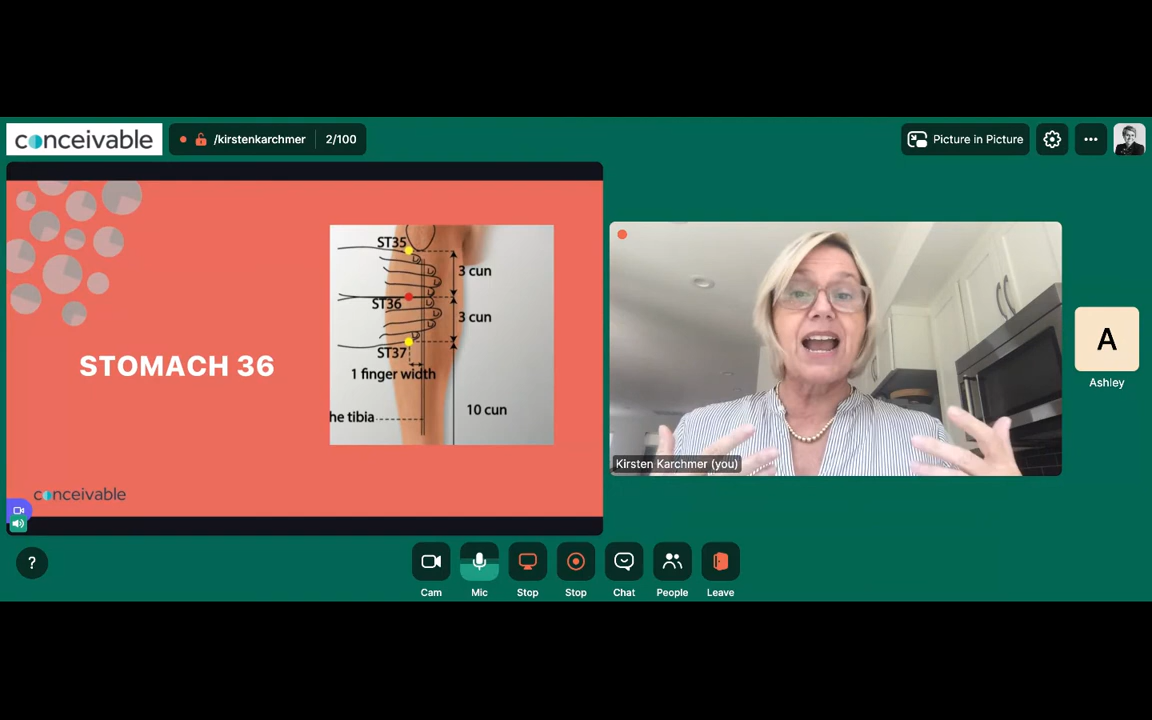 conceivable
/kirstenkarchmer
2/100
Picture in Picture
ST35
3 cun
ST36
3 cun
ST37
1 finger width
he tibia
10 cun
STOMACH 36
conceivable
Kirsten Karchmer (you)
A
Ashley
?
Cam
Mic
Stop
Stop
Chat
People
Leave